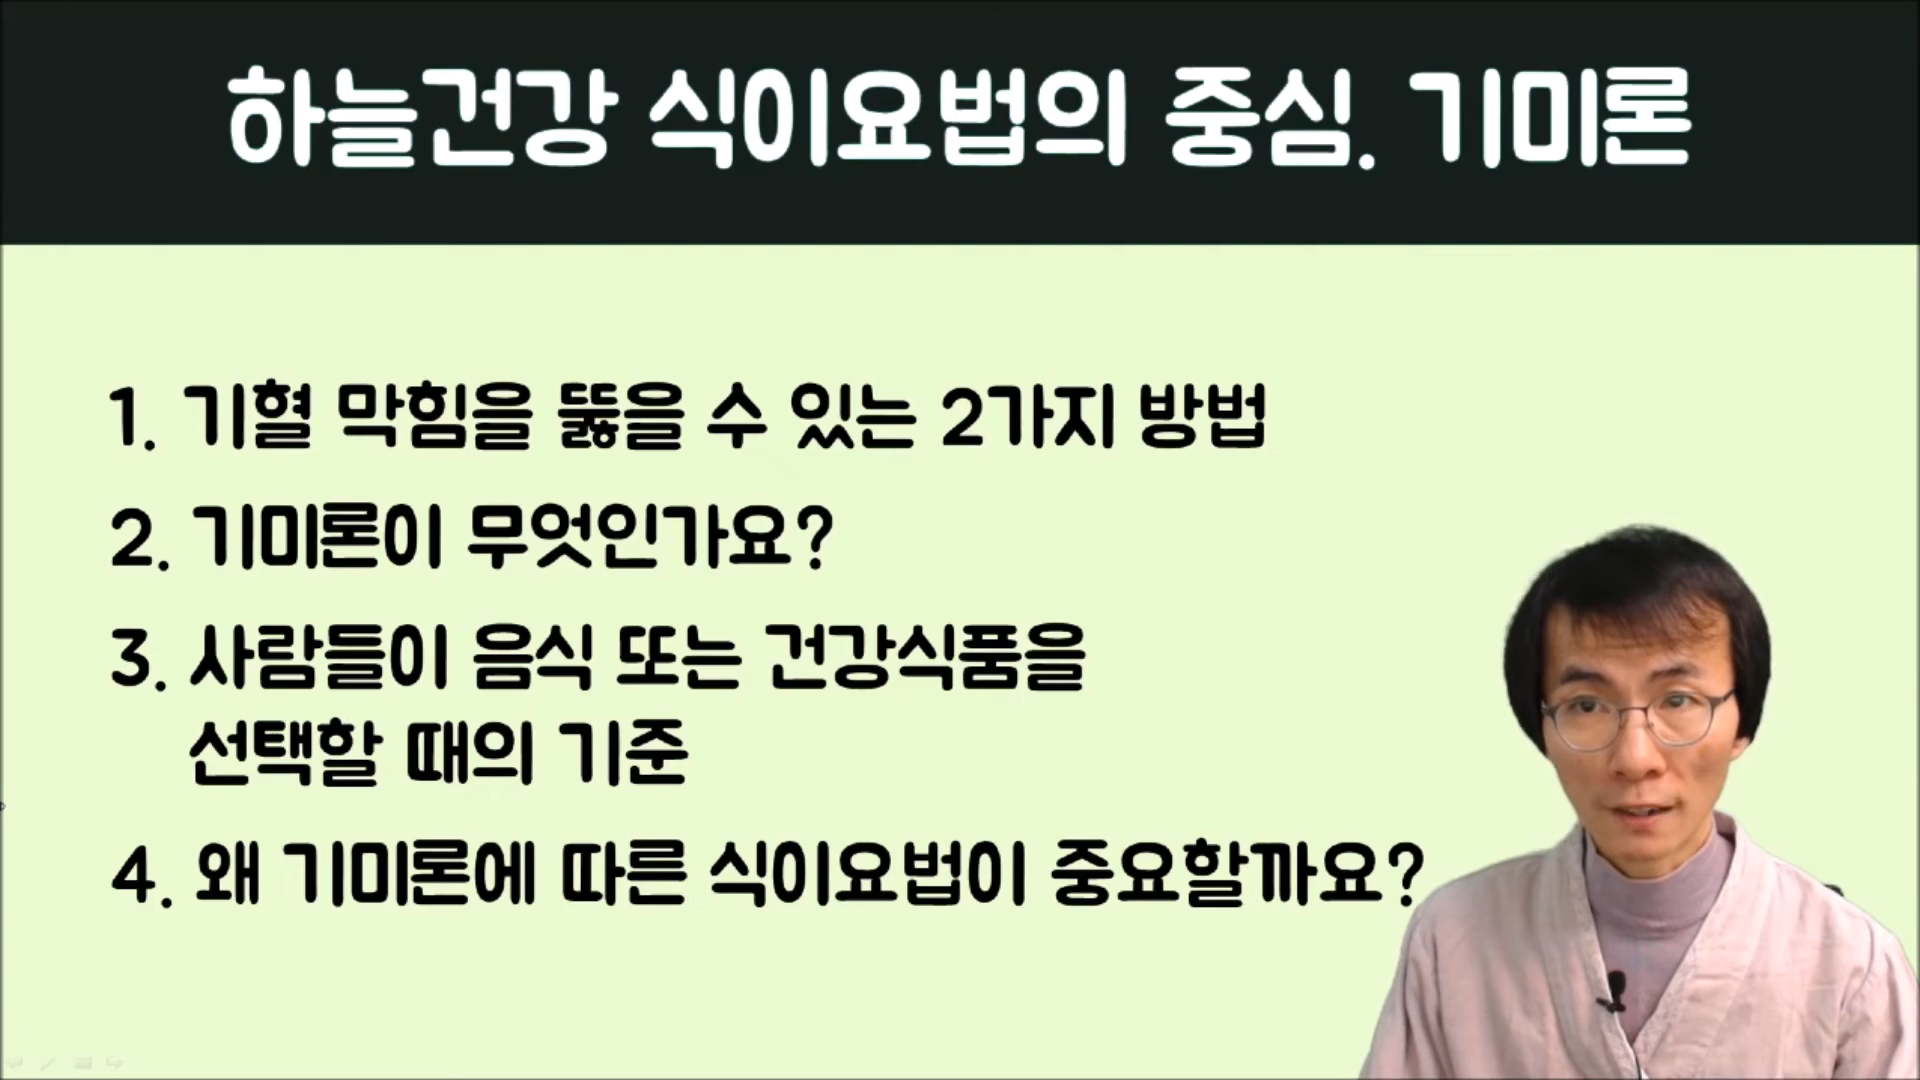 하늘건강 식이요법의 중심. 기미론
1. 기혈 막힘을 뚫을 수 있는 2가지 방법
2. 기미론이 무엇인가요?
3. 사람들이 음식 또는 건강식품을
선택할 때의 기준
4. 왜 기미론에 따른 식이요법이 중요할까요?